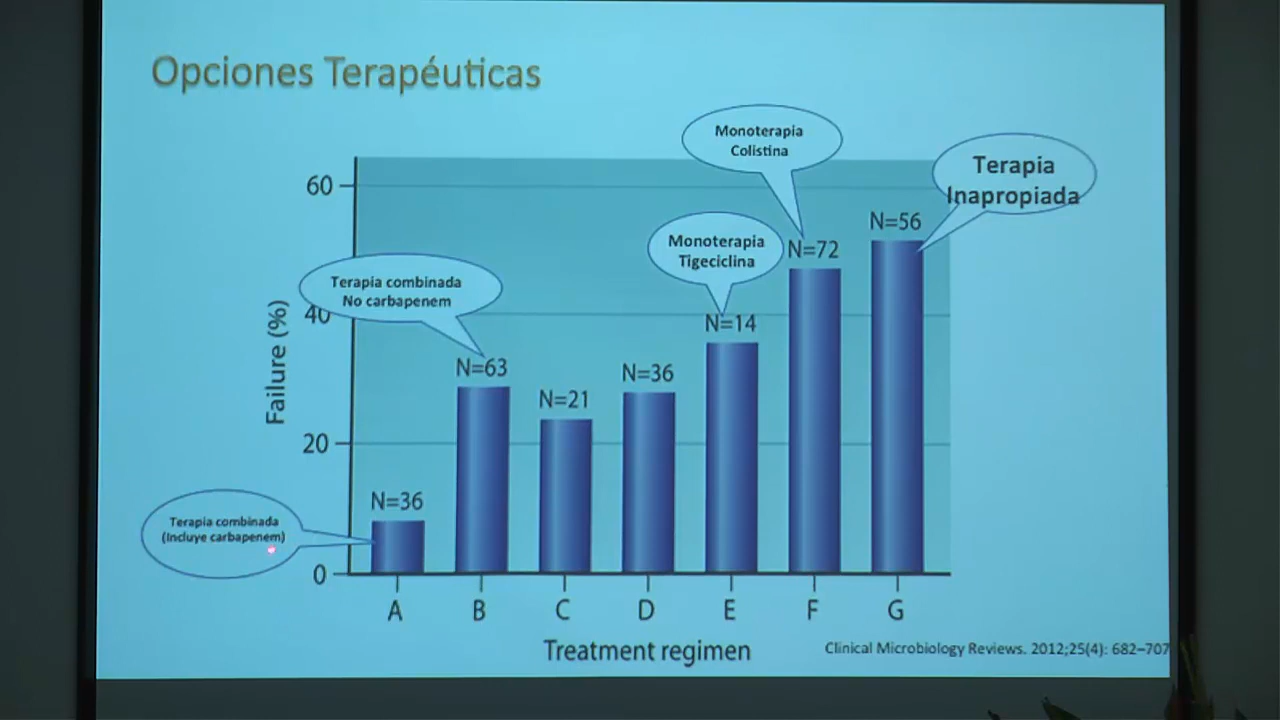 Opciones Terapéuticas
Monoterapia
Colistina
Terapia
Inapropiada
60
N=56
Monoterapia
Tigeciclina
N=72
Terapia combinada
No carbapenem
40
N=14
N=63
N=36
N=21
Failure (%)
20
N=36
Terapia combinada
(Incluye carbapenem)
0
A B C D E F G
Treatment regimen
Clinical Microbiology Reviews. 2012;25(4): 682–707